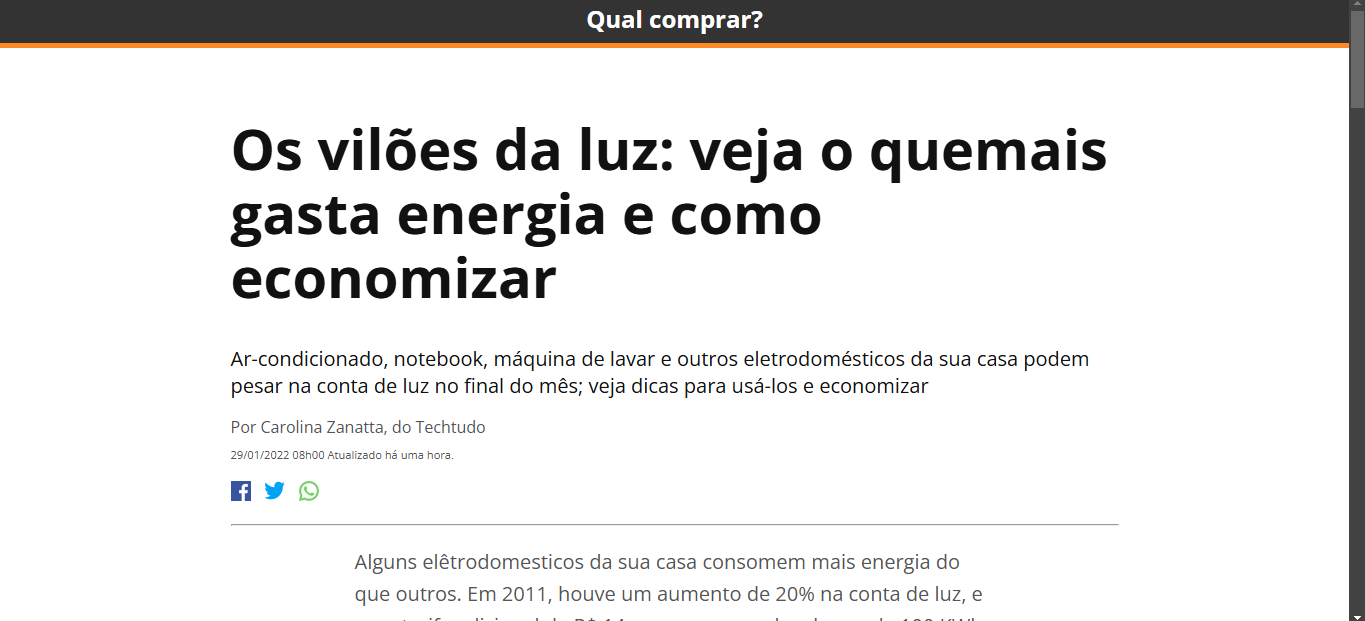 Qual comprar?
Os vilões da luz: veja o quemais
gasta energia e como
economizar
Ar-condicionado, notebook, máquina de lavar e outros eletrodomésticos da sua casa podem
pesar na conta de luz no final do mês; veja dicas para usá-los e economizar
Por Carolina Zanatta, do Techtudo
29/01/2022 08h00 Atualizado há uma hora.
Alguns elêtrodomesticos da sua casa consomem mais energia do
que outros. Em 2011, houve um aumento de 20% na conta de luz, e